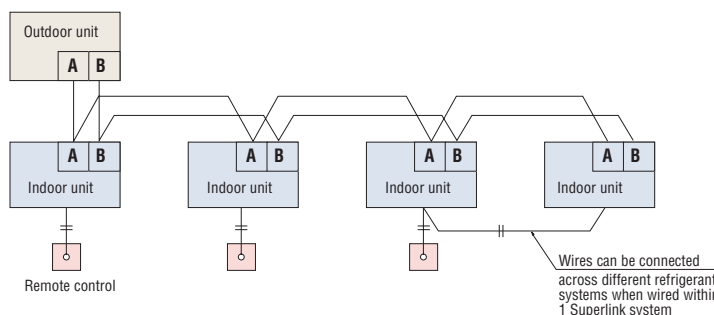 Outdoor unit
A B
A B
A B
A B
A B
Indoor unit
Indoor unit
Indoor unit
Indoor unit
Remote control
Wires can be connected
across different refrigerant
systems when wired within
1 Superlink system